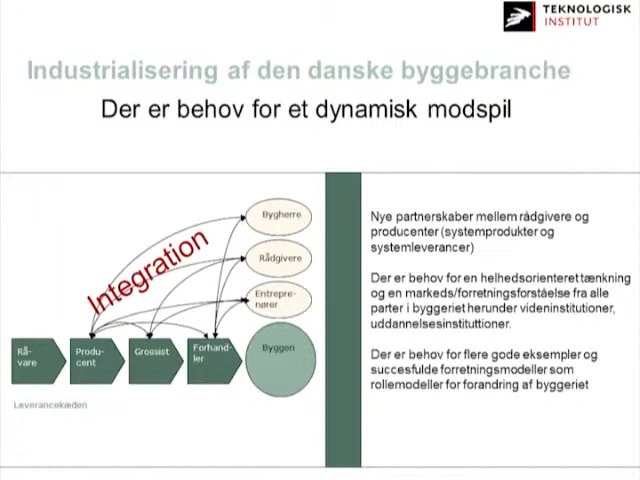 TEKNOLOGISK
INSTITUT
Industrialisering af den danske byggebranche
Der er behov for et dynamisk modspil
Integration
Bygherre
Rådgivere
Entrepre-
nører
Rå-
vare
Produ-
cent
Grossist
Forhand-
ler
Byggeri
Leverancekæden
Nye partnerskaber mellem rådgivere og
producenter (systemprodukter og
systemleverancer)
Der er behov for en helhedsorienteret tænkning
og en markeds/forretningsforståelse fra alle
parter i byggeriet herunder videninstitutioner,
uddannelsesinstituttioner.
Der er behov for flere gode eksempler og
succesfulde forretningsmodeller som
rollemodeller for forandring af byggeriet